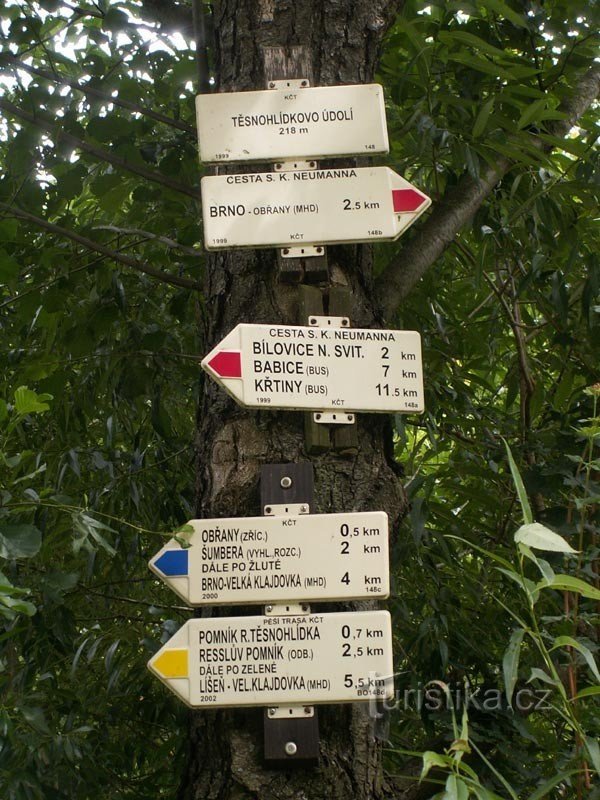 KČT
TĚSNOHLÍDKOVO ÚDOLÍ
218 m
1999 148
CESTA S. K. NEUMANNA
BRNO - OBŘANY (MHD) 2.5 KM
1999 KČT 148b
CESTA S. K. NEUMANNA
BÍLOVICE N. SVIT. 2 KM
BABICE (BUS) 7 KM
KŘTINY (BUS) 11.5 KM
1999 KČT 148a
OBŘANY (ZŘÍC.) 0,5 KM
ŠUMBERA (VYHL.,ROZC.) 2 KM
DÁLE PO ŽLUTÉ
BRNO-VELKÁ KLAJDOVKA (MHD) 4 KM
2000 KČT 148c
PĚŠÍ TRASA KČT
POMNÍK R.TĚSNOHLÍDKA 0,7 KM
RESSLŮV POMNÍK (ODB.) 2,5 KM
DÁLE PO ZELENÉ
LÍŠEŇ - VEL.KLAJDOVKA (MHD) 5,5 KM
2002 BO148d
turistika.cz